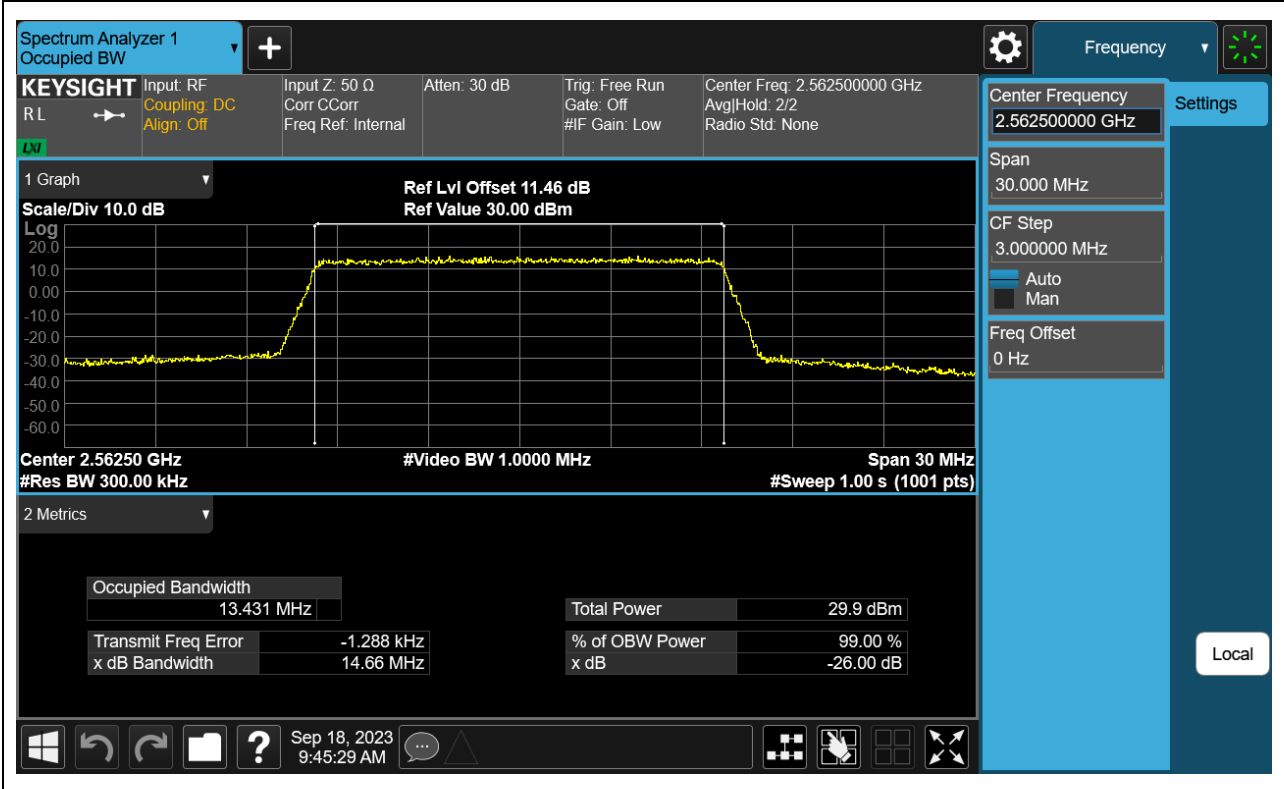 Spectrum Analyzer 1
Occupied BW
Frequency
KEYSIGHT
R L
LXI
Input: RF
Coupling: DC
Align: Off
Input Z: 50 Ω
Corr CCorr
Freq Ref: Internal
Atten: 30 dB
Trig: Free Run
Gate: Off
#IF Gain: Low
Center Freq: 2.562500000 GHz
Avg|Hold: 2/2
Radio Std: None
Center Frequency
2.562500000 GHz
Settings
Span
30.000 MHz
CF Step
3.000000 MHz
Auto
Man
Freq Offset
0 Hz
Local
1 Graph
Scale/Div 10.0 dB
Ref Lvl Offset 11.46 dB
Ref Value 30.00 dBm
Log
20.0
10.0
0.00
-10.0
-20.0
-30.0
-40.0
-50.0
-60.0
Center 2.56250 GHz
#Video BW 1.0000 MHz
Span 30 MHz
#Res BW 300.00 kHz
#Sweep 1.00 s (1001 pts)
2 Metrics
Occupied Bandwidth
13.431 MHz
Total Power 29.9 dBm
Transmit Freq Error -1.288 kHz
% of OBW Power 99.00 %
x dB Bandwidth 14.66 MHz
x dB -26.00 dB
?
Sep 18, 2023
9:45:29 AM